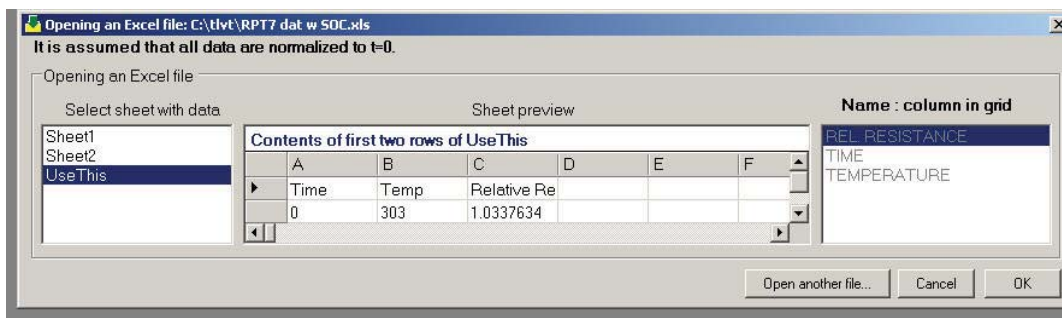 Opening an Excel file: C:\tlvt\RPT7 dat w SOC.xls
It is assumed that all data are normalized to t=0.
Opening an Excel file
Select sheet with data
Sheet preview
Name : column in grid
Sheet1
Sheet2
UseThis
Contents of first two rows of UseThis
A B C D E F
Time Temp Relative Re
0 303 1.0337634
REL RESISTANCE
TIME
TEMPERATURE
Open another file... Cancel OK